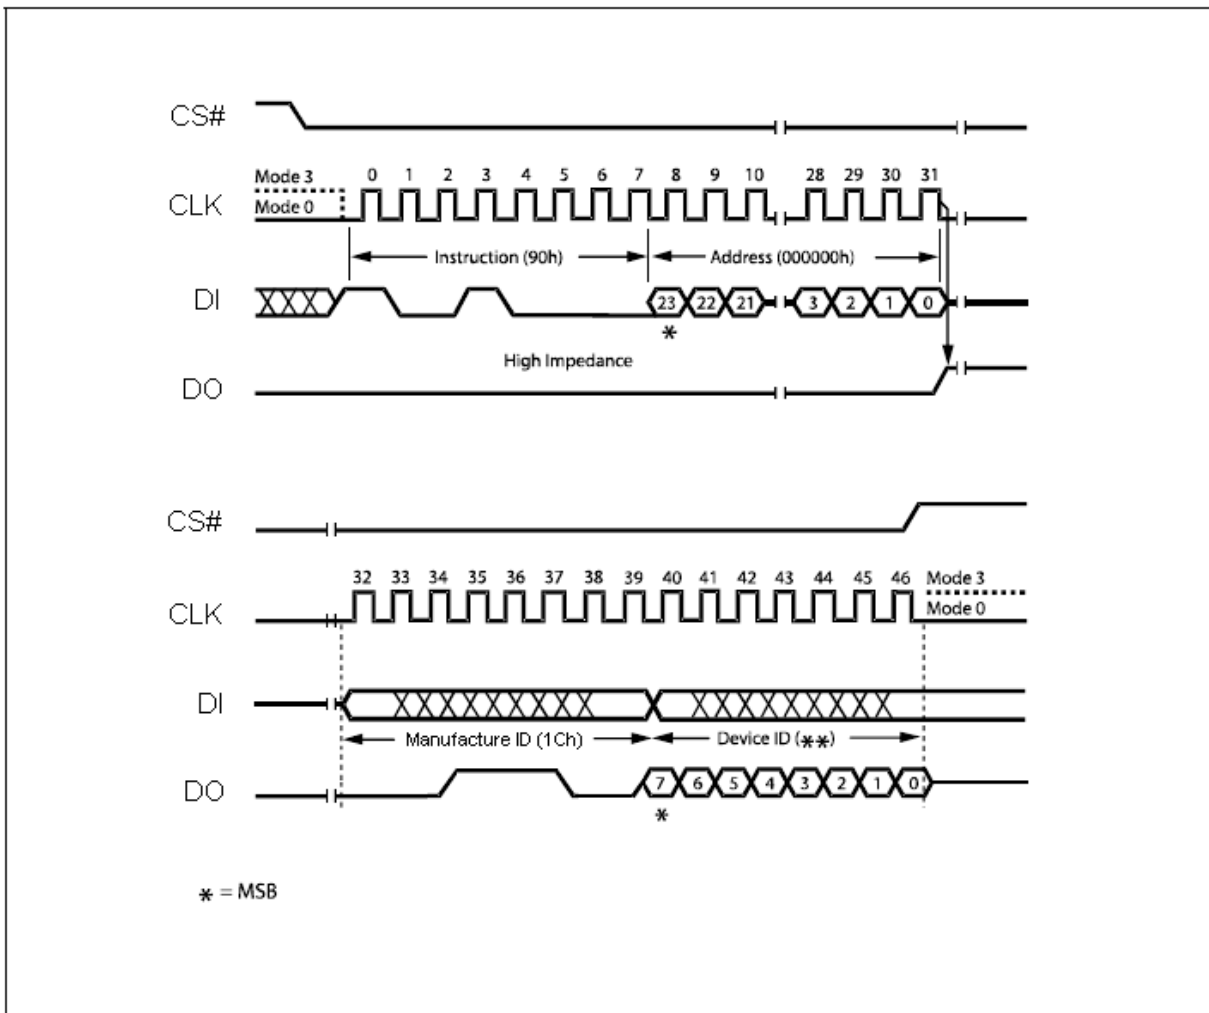 CS#
Mode 3
Mode 0
CLK
0 1 2 3 4 5 6 7 8 9 10 28 29 30 31
Instruction (90h) Address (000000h)
DI
23 22 21 3 2 1 0
*
High Impedance
DO
CS#
32 33 34 35 36 37 38 39 40 41 42 43 44 45 46
Mode 3
Mode 0
CLK
DI
Manufacture ID (1Ch) Device ID (**)
DO
7 6 5 4 3 2 1 0
*
* = MSB